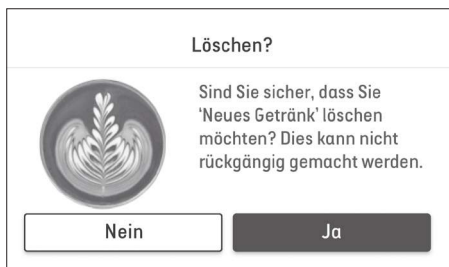 Löschen?
Sind Sie sicher, dass Sie
‘Neues Getränk’ löschen
möchten? Dies kann nicht
rückgängig gemacht werden.
Nein
Ja